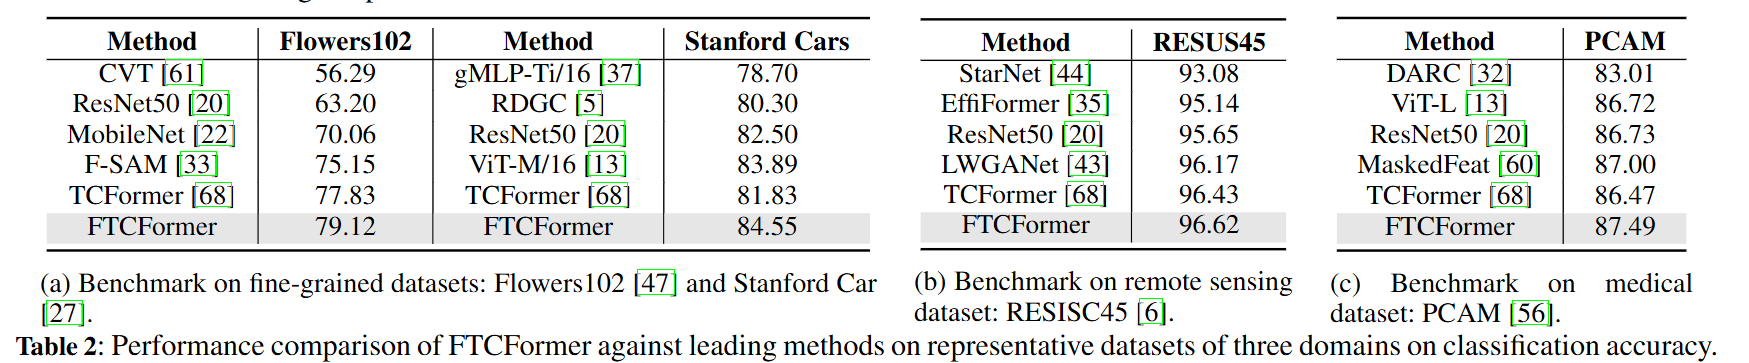 Method Flowers102 Method Stanford Cars
CVT [61] 56.29 gMLP-Ti/16 [37] 78.70
ResNet50 [20] 63.20 RDGC [5] 80.30
MobileNet [22] 70.06 ResNet50 [20] 82.50
F-SAM [33] 75.15 ViT-M/16 [13] 83.89
TCFormer [68] 77.83 TCFormer [68] 81.83
FTCFormer 79.12 FTCFormer 84.55
(a) Benchmark on fine-grained datasets: Flowers102 [47] and Stanford Car
[27].
Method RESUS45
StarNet [44] 93.08
EffiFormer [35] 95.14
ResNet50 [20] 95.65
LWGANet [43] 96.17
TCFormer [68] 96.43
FTCFormer 96.62
(b) Benchmark on remote sensing
dataset: RESISC45 [6].
Method PCAM
DARC [32] 83.01
ViT-L [13] 86.72
ResNet50 [20] 86.73
MaskedFeat [60] 87.00
TCFormer [68] 86.47
FTCFormer 87.49
(c) Benchmark on medical
dataset: PCAM [56].
Table 2: Performance comparison of FTCFormer against leading methods on representative datasets of three domains on classification accuracy.